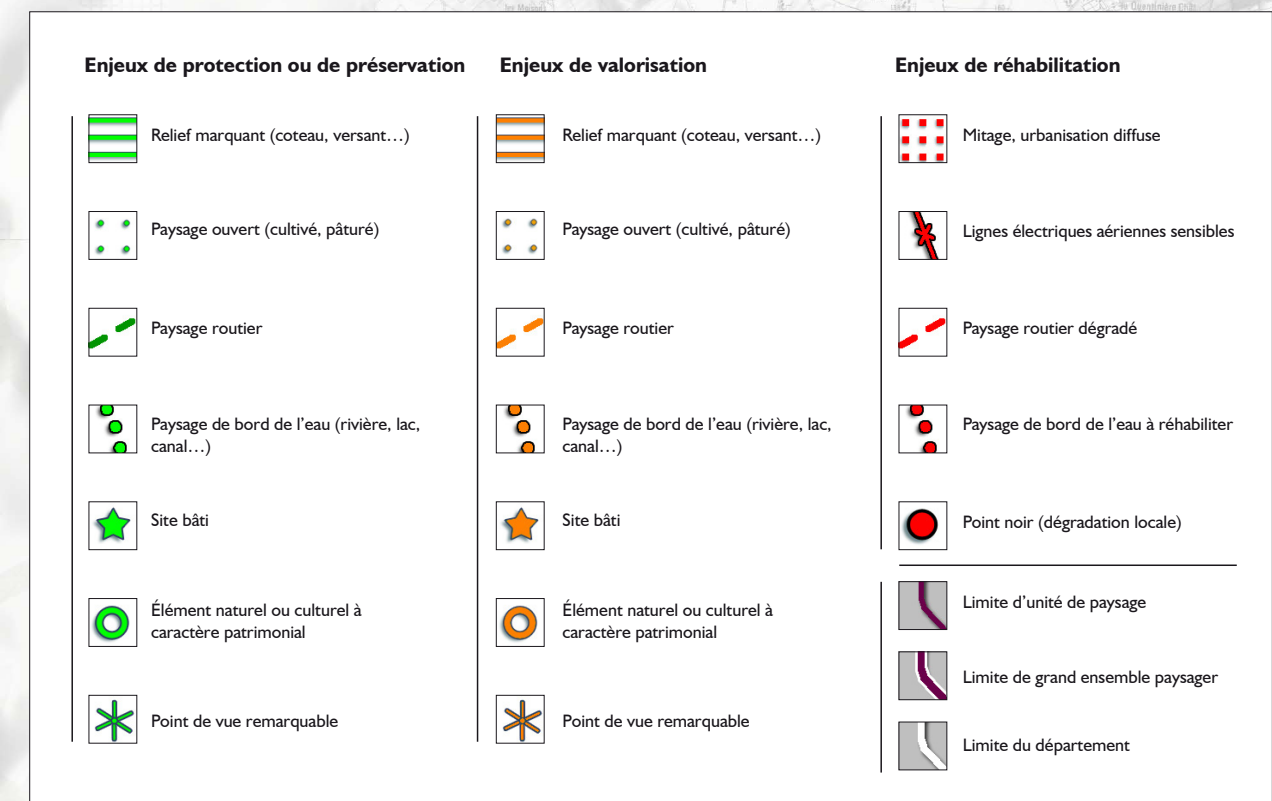 les Maisons
la Quentinière
Enjeux de protection ou de préservation
Relief marquant (coteau, versant…)
Paysage ouvert (cultivé, pâturé)
Paysage routier
Paysage de bord de l’eau (rivière, lac,
canal…)
Site bâti
Élément naturel ou culturel à
caractère patrimonial
Point de vue remarquable
Enjeux de valorisation
Relief marquant (coteau, versant…)
Paysage ouvert (cultivé, pâturé)
Paysage routier
Paysage de bord de l’eau (rivière, lac,
canal…)
Site bâti
Élément naturel ou culturel à
caractère patrimonial
Point de vue remarquable
Enjeux de réhabilitation
Mitage, urbanisation diffuse
Lignes électriques aériennes sensibles
Paysage routier dégradé
Paysage de bord de l’eau à réhabiliter
Point noir (dégradation locale)
Limite d’unité de paysage
Limite de grand ensemble paysager
Limite du département